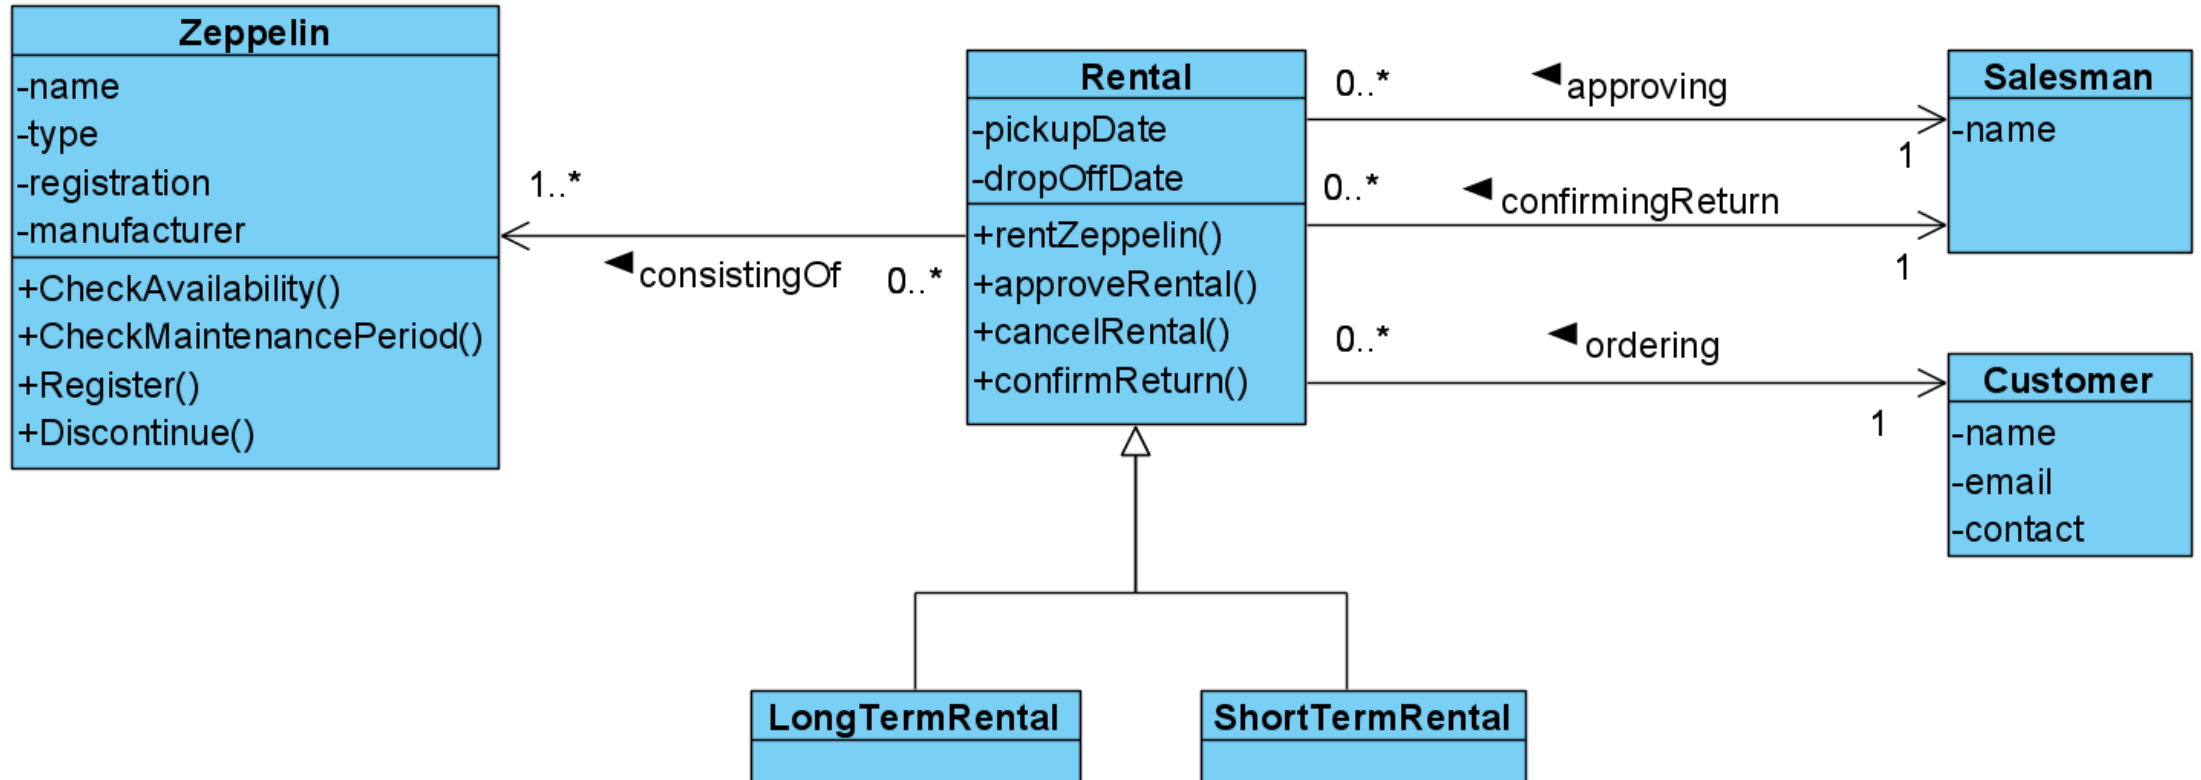 Zeppelin
-name
-type
-registration
-manufacturer
+CheckAvailability()
+CheckMaintenancePeriod()
+Register()
+Discontinue()
1..*
consistingOf
0..*
Rental
-pickupDate
-dropOffDate
+rentZeppelin()
+approveRental()
+cancelRental()
+confirmReturn()
0..*
approving
1
0..*
confirmingReturn
1
0..*
ordering
1
Salesman
-name
Customer
-name
-email
-contact
LongTermRental
ShortTermRental